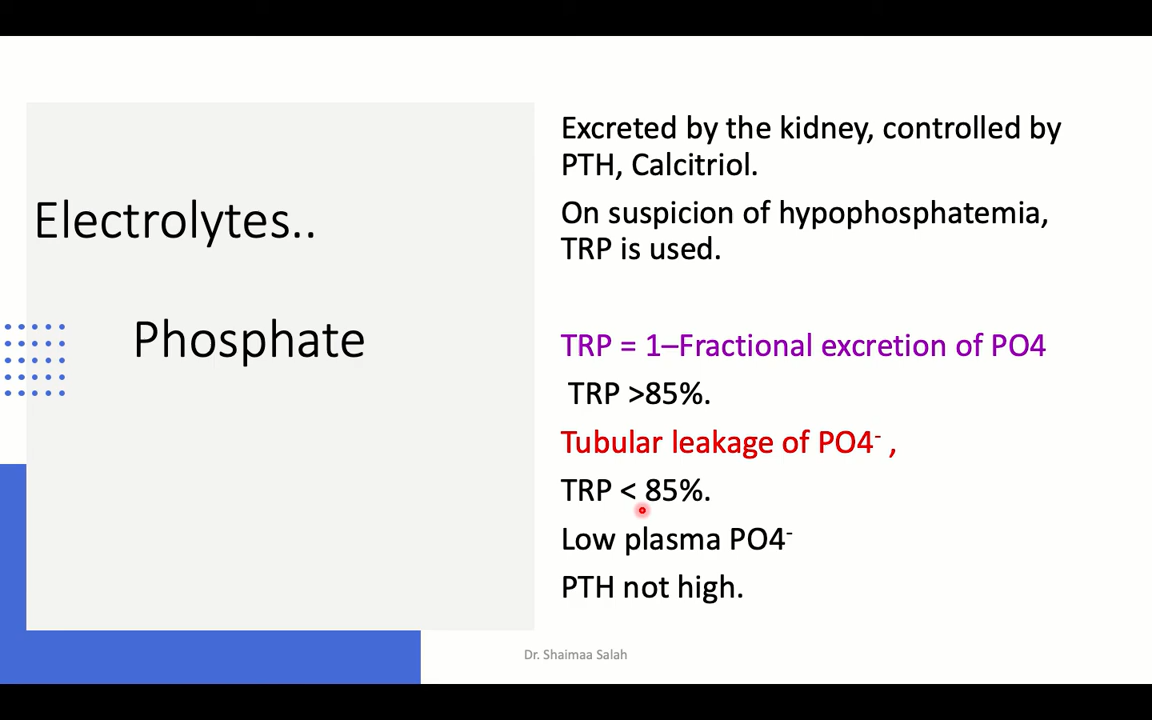 Electrolytes..
Phosphate
Excreted by the kidney, controlled by
PTH, Calcitriol.
On suspicion of hypophosphatemia,
TRP is used.
TRP = 1–Fractional excretion of PO4
TRP >85%.
Tubular leakage of PO4⁻ ,
TRP < 85%.
Low plasma PO4⁻
PTH not high.
Dr. Shaimaa Salah